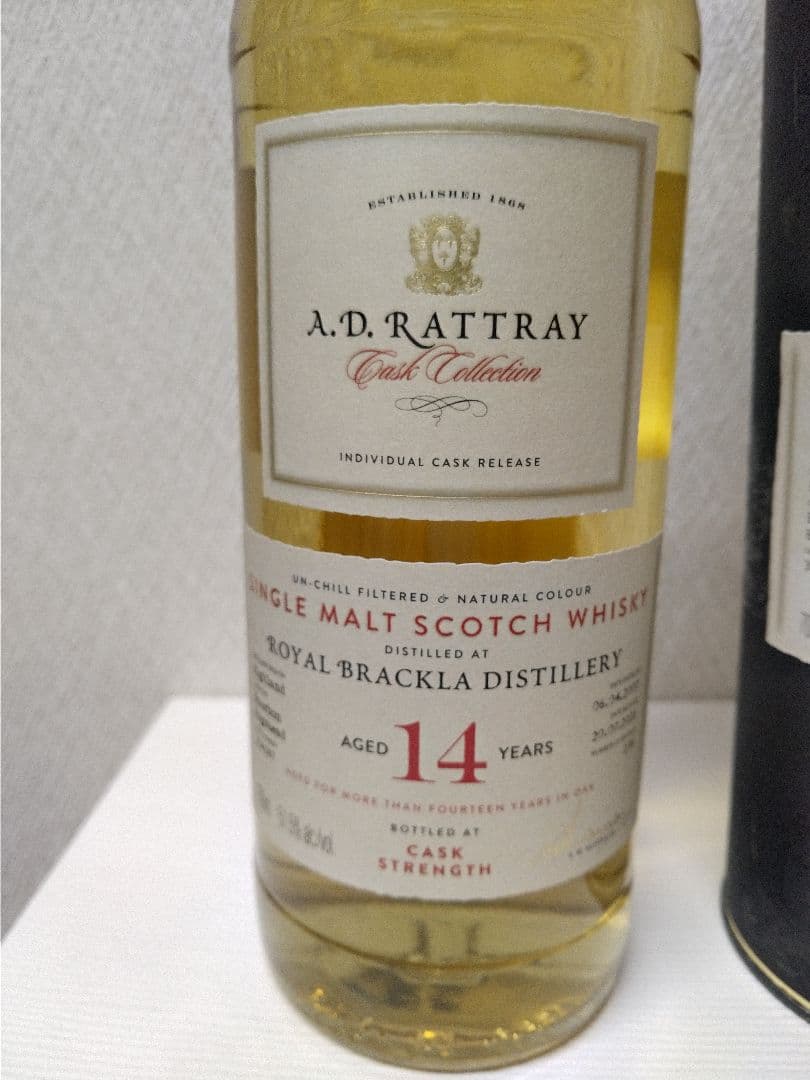 ESTABLISHED 1868
A.D. RATTRAY
Cask Collection
INDIVIDUAL CASK RELEASE
UN-CHILL FILTERED & NATURAL COLOUR
SINGLE MALT SCOTCH WHISKY
DISTILLED AT
ROYAL BRACKLA DISTILLERY
AGED 14 YEARS
AGED FOR MORE THAN FOURTEEN YEARS IN OAK
BOTTLED AT
CASK
STRENGTH